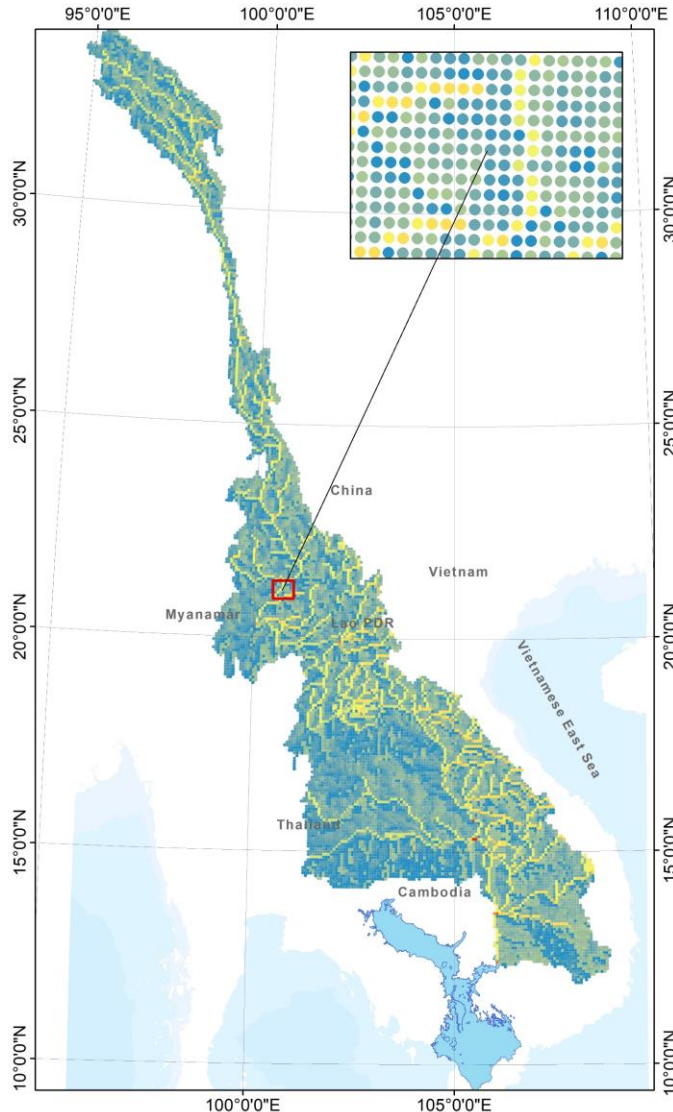 95°0'0"E
100°0'0"E
105°0'0"E
110°0'0"E
30°0'0"N
30°0'0"N
25°0'0"N
25°0'0"N
China
Vietnam
Myanamar
Lao PDR
20°0'0"N
20°0'0"N
Vietnamese East Sea
Thailand
15°0'0"N
15°0'0"N
Cambodia
10°0'0"N
10°0'0"N
100°0'0"E
105°0'0"E